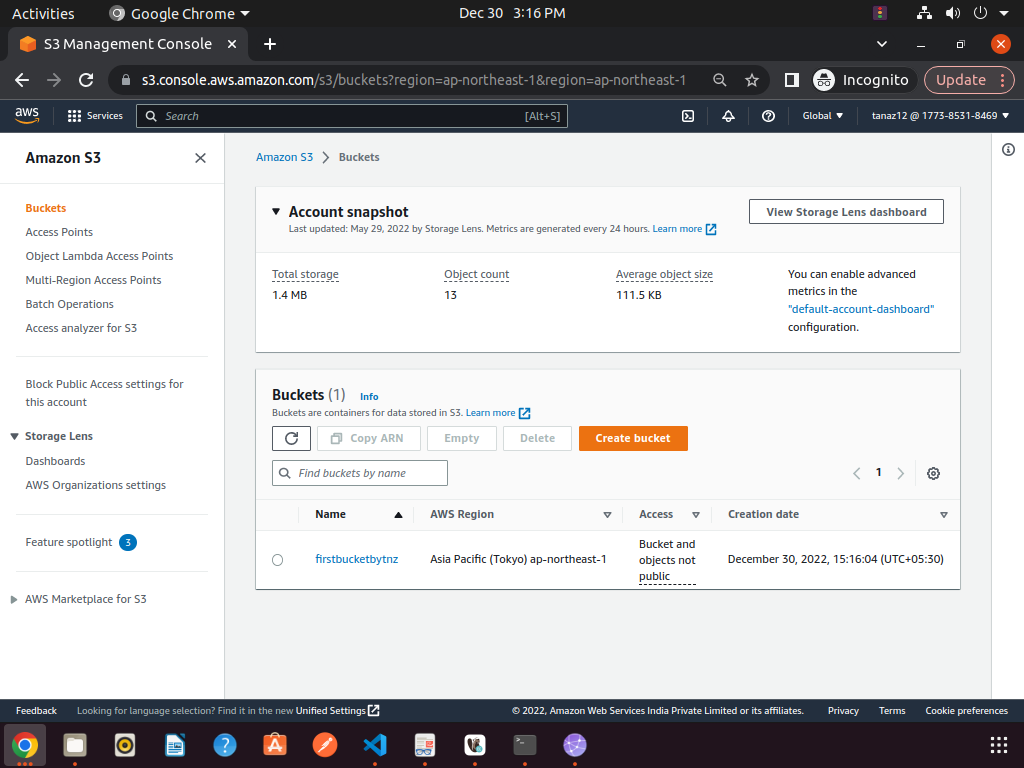 Activities
Google Chrome
Dec 30 3:16 PM
S3 Management Console
s3.console.aws.amazon.com/s3/buckets?region=ap-northeast-1&region=ap-northeast-1
Incognito
Update
aws
Services
Search
[Alt+S]
Global
tanaz12 @ 1773-8531-8469
Amazon S3
Buckets
Access Points
Object Lambda Access Points
Multi-Region Access Points
Batch Operations
Access analyzer for S3
Block Public Access settings for
this account
Storage Lens
Dashboards
AWS Organizations settings
Feature spotlight 3
AWS Marketplace for S3
Amazon S3 > Buckets
Account snapshot
Last updated: May 29, 2022 by Storage Lens. Metrics are generated every 24 hours. Learn more
View Storage Lens dashboard
Total storage
1.4 MB
Object count
13
Average object size
111.5 KB
You can enable advanced
metrics in the
"default-account-dashboard"
configuration.
Buckets (1) Info
Buckets are containers for data stored in S3. Learn more
Copy ARN
Empty
Delete
Create bucket
Find buckets by name
1
Name
AWS Region
Access
Creation date
firstbucketbytnz
Asia Pacific (Tokyo) ap-northeast-1
Bucket and
objects not
public
December 30, 2022, 15:16:04 (UTC+05:30)
Feedback
Looking for language selection? Find it in the new Unified Settings
© 2022, Amazon Web Services India Private Limited or its affiliates.
Privacy
Terms
Cookie preferences